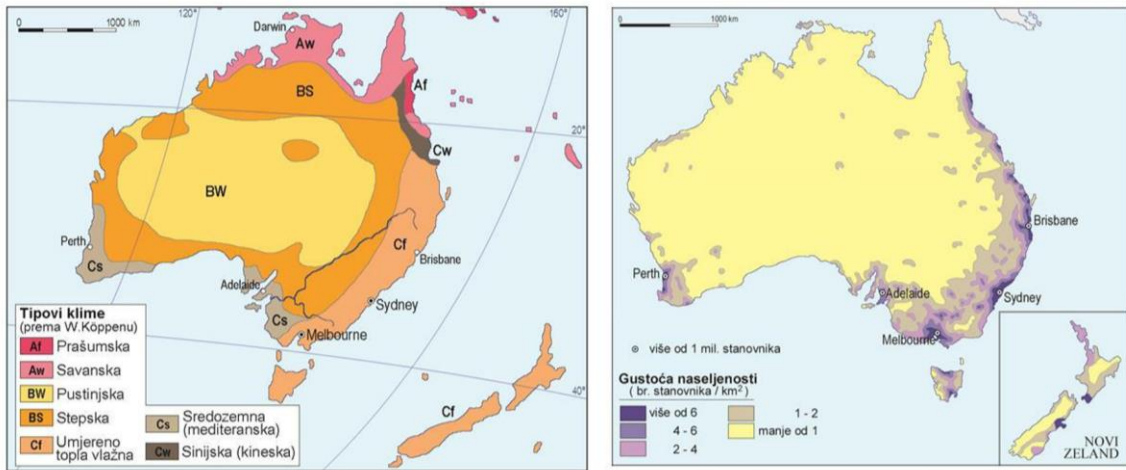 120°
160°
0
1000 km
Darwin
Aw
Af
BS
20°
Cw
BW
Perth
Cs
Cf
Brisbane
Adelaide
Sydney
Cs
Melbourne
40°
Cf
Tipovi klime
(prema W.Köppenu)
Af Prašumska
Aw Savanska
BW Pustinjska
BS Stepska
Cf Umjereno
topla vlažna
Cs Sredozemna
(mediteranska)
Cw Sinijska (kineska)
0
1000 km
Brisbane
Perth
Adelaide
Sydney
Melbourne
više od 1 mil. stanovnika
Gustoća naseljenosti
(br. stanovnika / km²)
više od 6
4 - 6
2 - 4
1 - 2
manje od 1
NOVI
ZELAND